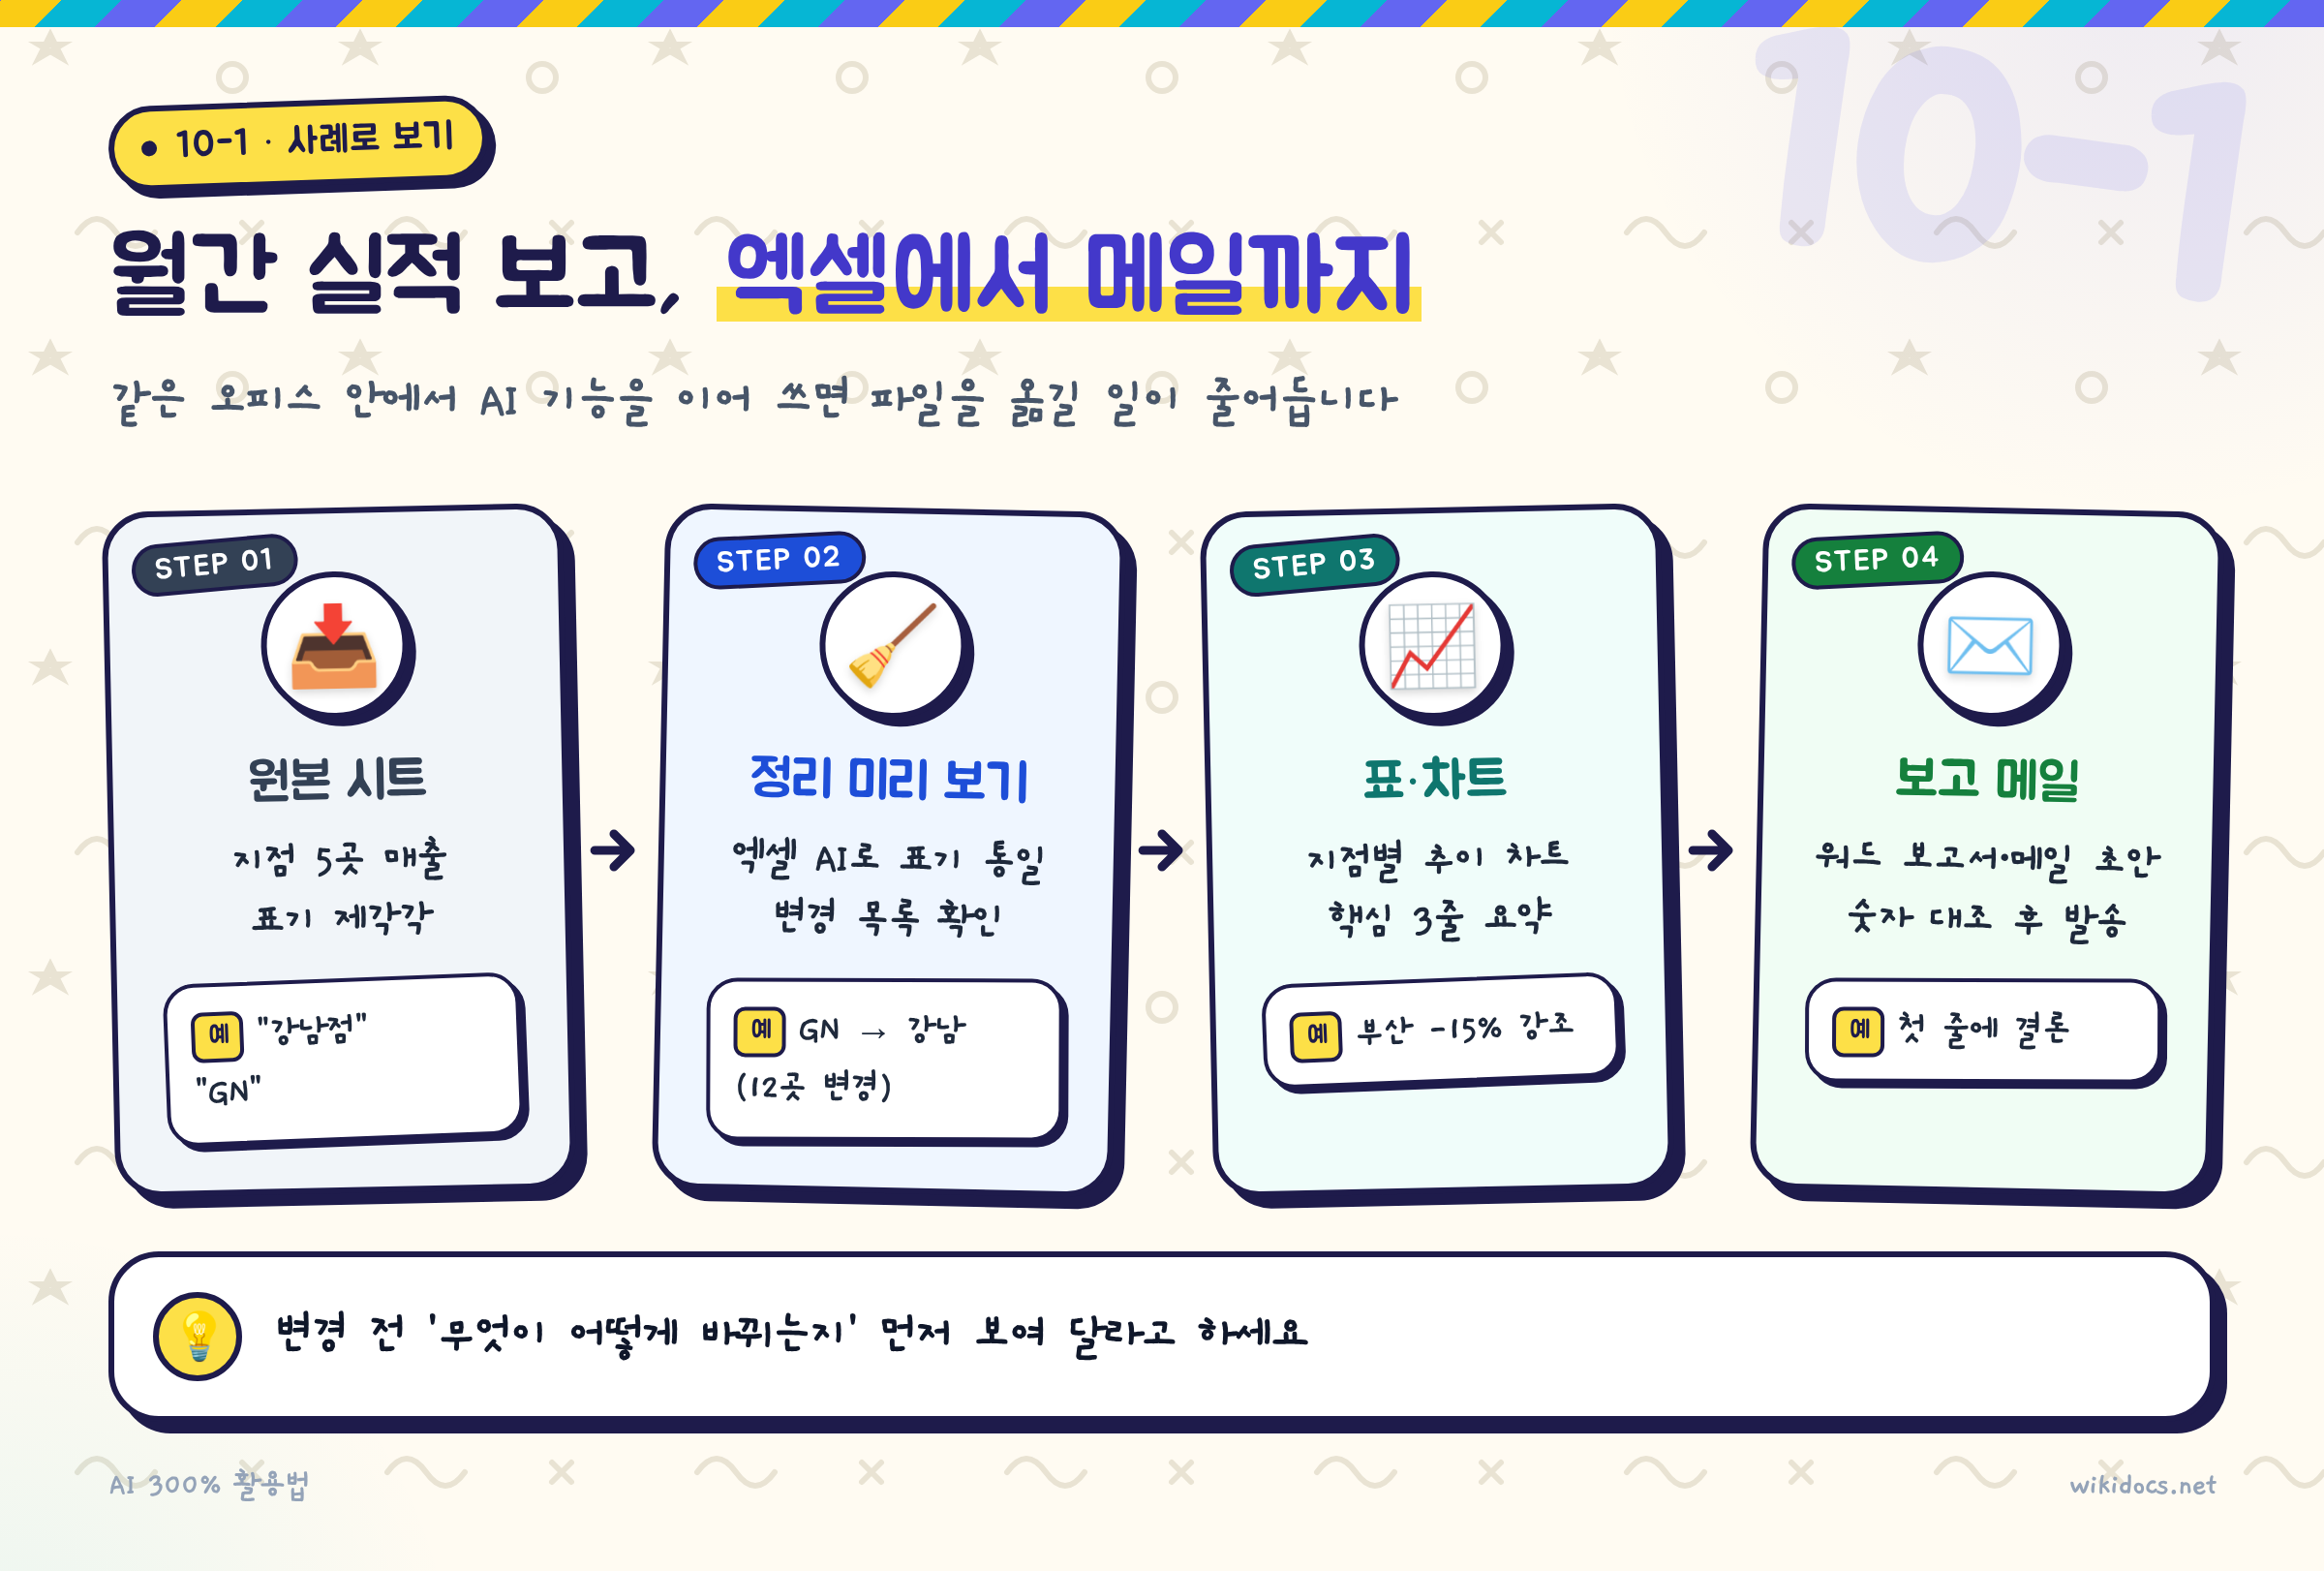 10-1
10-1 · 사례로 보기
월간 실적 보고, 엑셀에서 메일까지
같은 오피스 안에서 AI 기능을 이어 쓰면 파일을 옮길 일이 줄어듭니다
STEP 01
원본 시트
지점 5곳 매출
표기 제각각
예 "강남점"
"GN"
STEP 02
정리 미리 보기
엑셀 AI로 표기 통일
변경 목록 확인
예 GN → 강남
(12곳 변경)
STEP 03
표·차트
지점별 추이 차트
핵심 3줄 요약
예 부산 -15% 강조
STEP 04
보고 메일
워드 보고서·메일 초안
숫자 대조 후 발송
예 첫 줄에 결론
변경 전 '무엇이 어떻게 바뀌는지' 먼저 보여 달라고 하세요
AI 300% 활용법
wikidocs.net